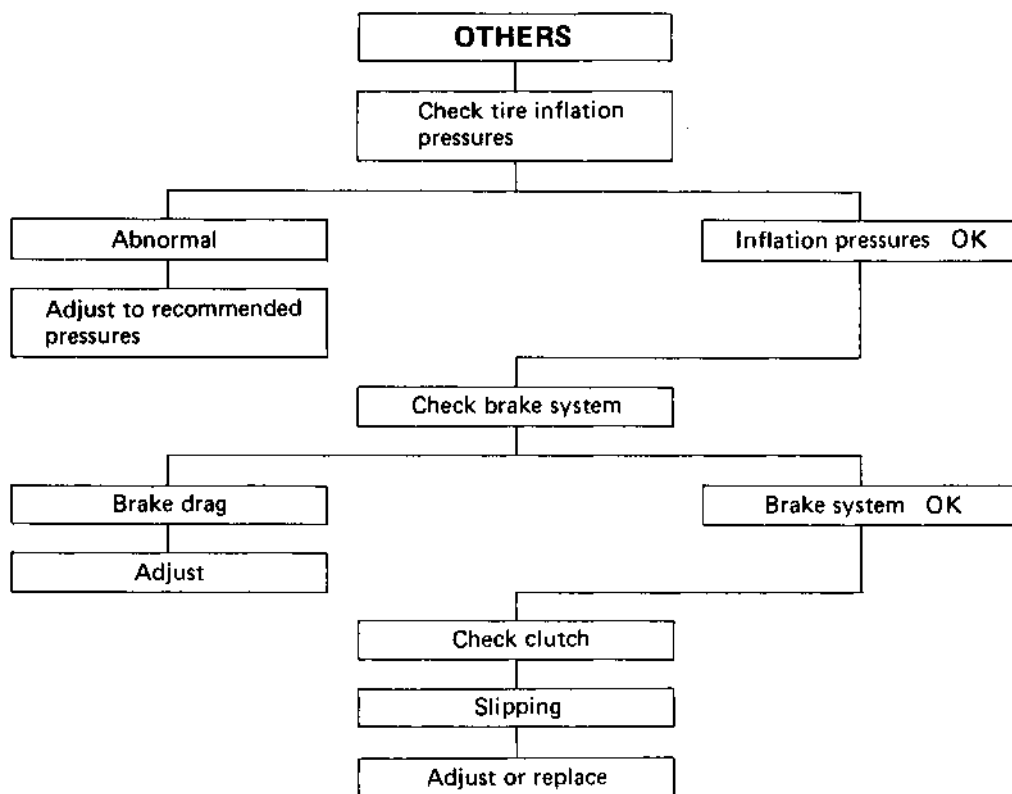 OTHERS
Check tire inflation
pressures
Abnormal
Inflation pressures OK
Adjust to recommended
pressures
Check brake system
Brake drag
Brake system OK
Adjust
Check clutch
Slipping
Adjust or replace